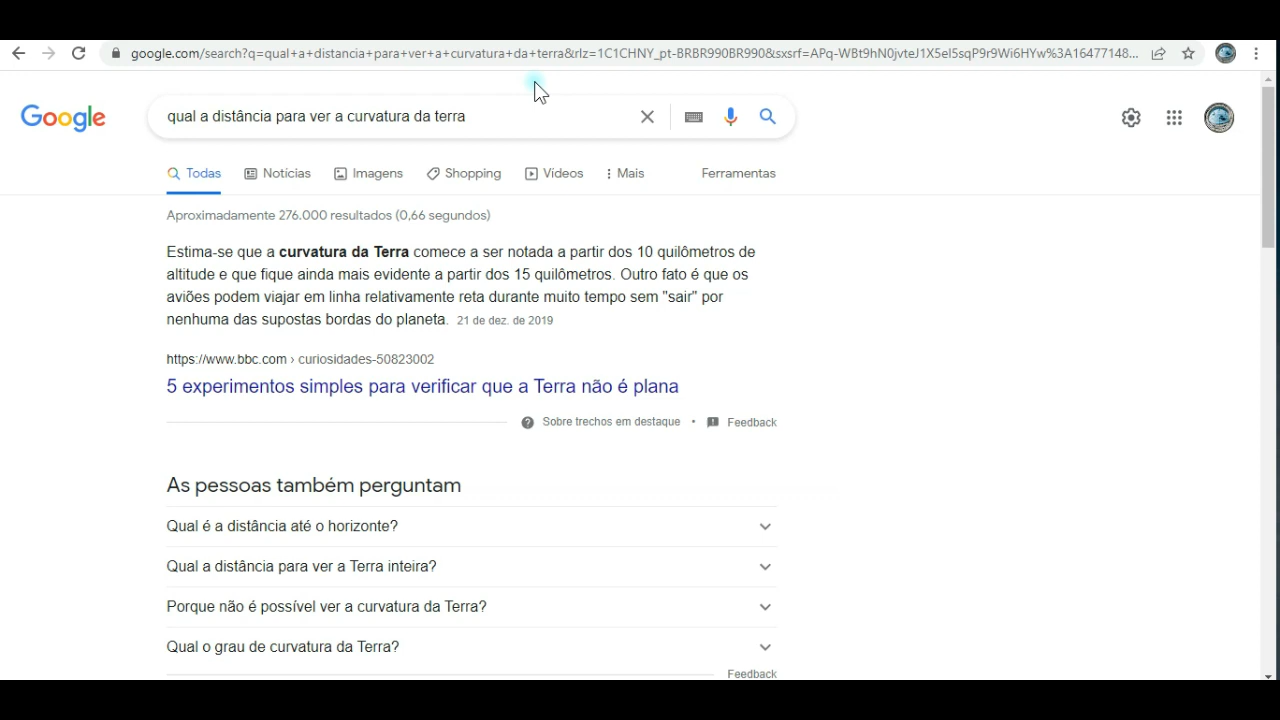 google.com/search?q=qual+a+distancia+para+ver+a+curvatura+da+terra&rlz=1C1CHNY_pt-BRBR990BR990&sxsrf=APq-WBt9hN0jvteJ1X5eI5sqP9r9Wi6HYw%3A16477148...
Google
qual a distância para ver a curvatura da terra
Todas Notícias Imagens Shopping Vídeos Mais Ferramentas
Aproximadamente 276.000 resultados (0,66 segundos)
Estima-se que a curvatura da Terra comece a ser notada a partir dos 10 quilômetros de
altitude e que fique ainda mais evidente a partir dos 15 quilômetros. Outro fato é que os
aviões podem viajar em linha relativamente reta durante muito tempo sem "sair" por
nenhuma das supostas bordas do planeta. 21 de dez. de 2019
https://www.bbc.com › curiosidades-50823002
5 experimentos simples para verificar que a Terra não é plana
Sobre trechos em destaque • Feedback
As pessoas também perguntam
Qual é a distância até o horizonte?
Qual a distância para ver a Terra inteira?
Porque não é possível ver a curvatura da Terra?
Qual o grau de curvatura da Terra?
Feedback